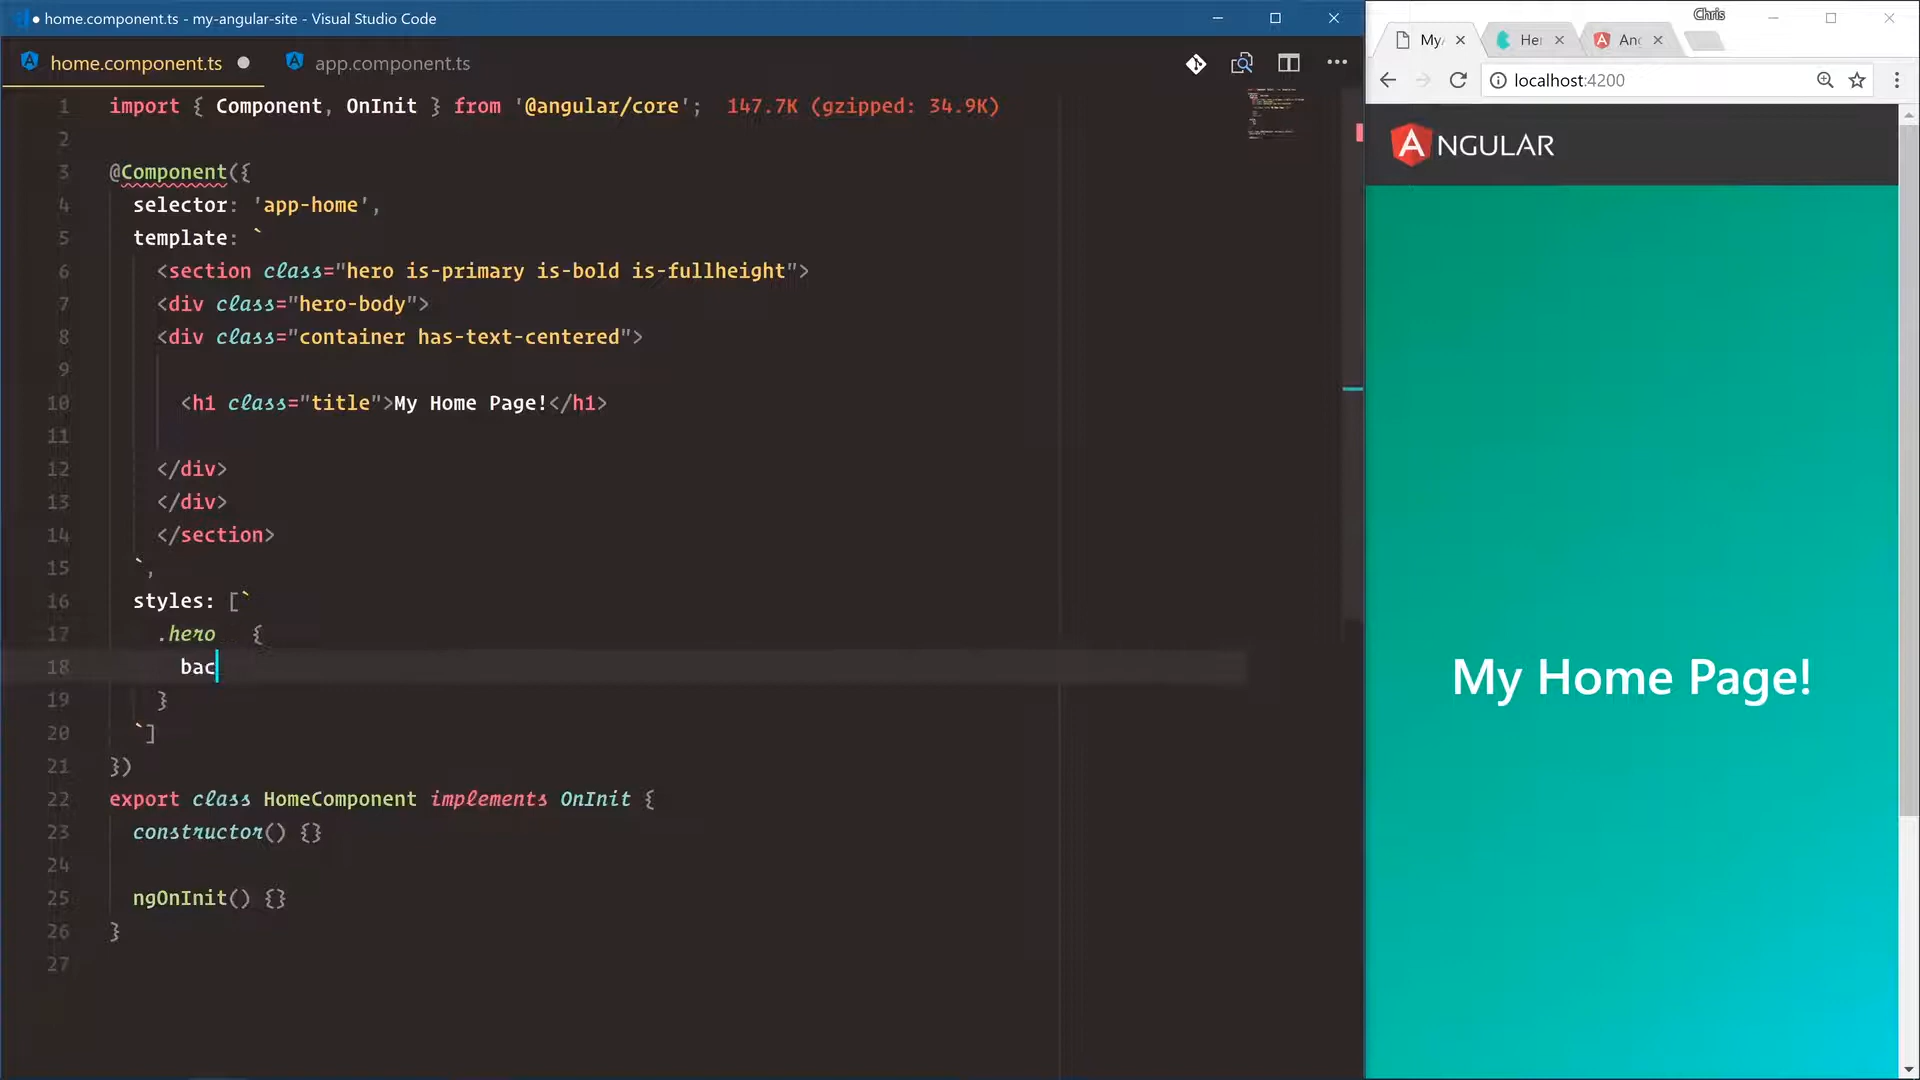 home.component.ts - my-angular-site - Visual Studio Code
home.component.ts
app.component.ts
1 import { Component, OnInit } from '@angular/core'; 147.7K (gzipped: 34.9K)
2
3 @Component({
4 selector: 'app-home',
5 template: `
6 <section class="hero is-primary is-bold is-fullheight">
7 <div class="hero-body">
8 <div class="container has-text-centered">
9
10 <h1 class="title">My Home Page!</h1>
11
12 </div>
13 </div>
14 </section>
15 `,
16 styles: [`
17 .hero {
18 bac
19 }
20 `]
21 })
22 export class HomeComponent implements OnInit {
23 constructor() {}
24
25 ngOnInit() {}
26 }
27
Chris
My
He
An
localhost:4200
ANGULAR
My Home Page!